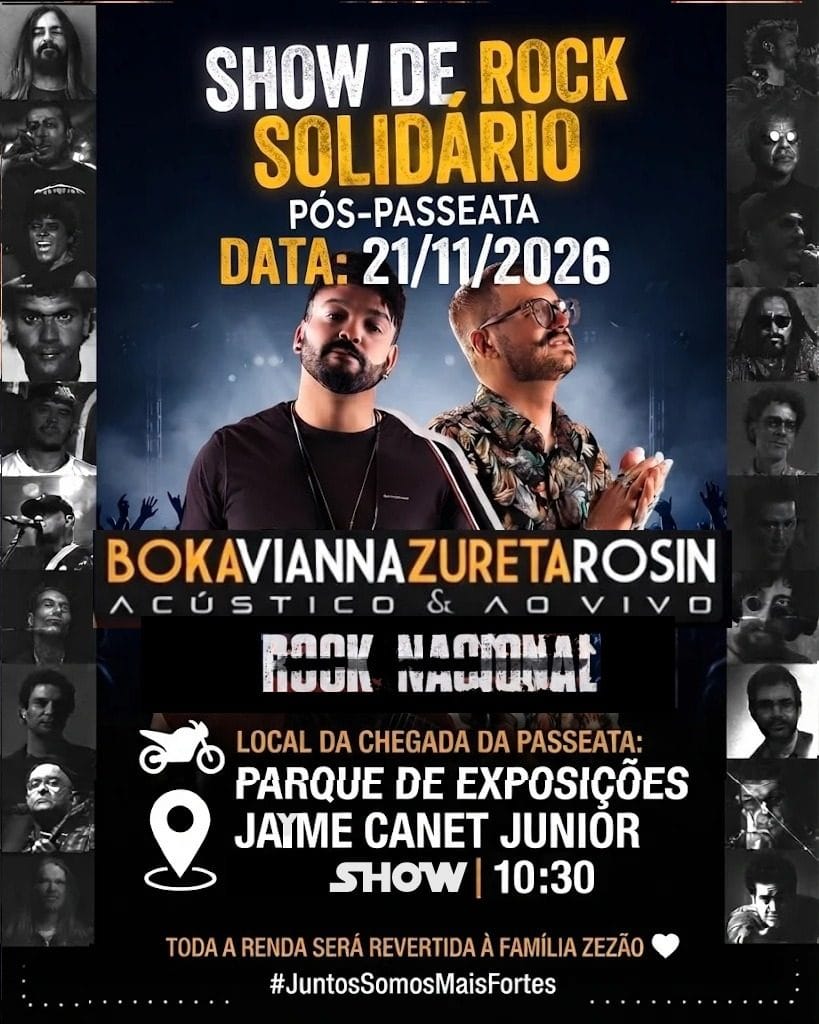 SHOW DE ROCK
SOLIDÁRIO
PÓS-PASSEATA
DATA: 21/11/2026
BOKAVIANNAZURETAROSIN
ACÚSTICO & AO VIVO
ROCK NACIONAL
LOCAL DA CHEGADA DA PASSEATA:
PARQUE DE EXPOSIÇÕES
JAYME CANET JUNIOR
SHOW | 10:30
TODA A RENDA SERÁ REVERTIDA À FAMÍLIA ZEZÃO
#JuntosSomosMaisFortes